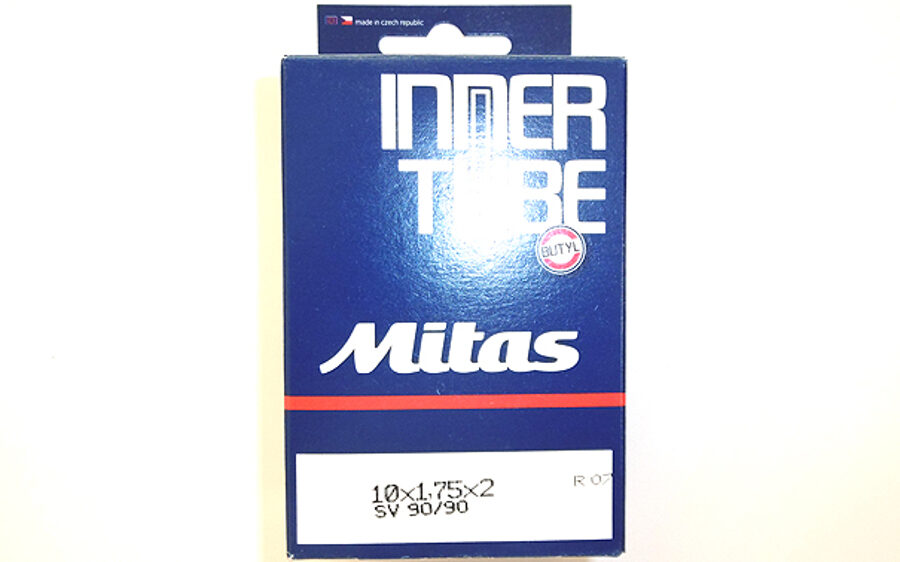 made in czech republic
INNER
TUBE
BUTYL
Mitas
10x1,75x2
R 07
SV 90/90